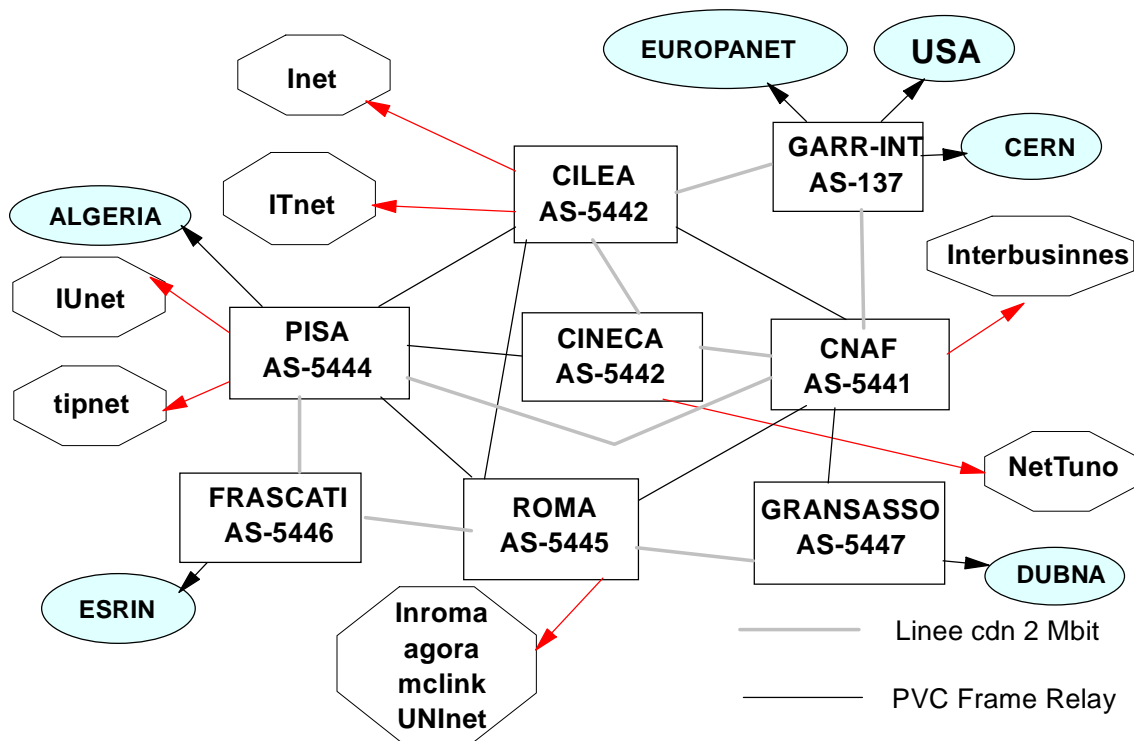 EUROPANET
USA
Inet
GARR-INT
AS-137
CERN
CILEA
AS-5442
ITnet
ALGERIA
Interbusinnes
IUnet
PISA
AS-5444
CINECA
AS-5442
CNAF
AS-5441
tipnet
NetTuno
FRASCATI
AS-5446
ROMA
AS-5445
GRANSASSO
AS-5447
ESRIN
DUBNA
Inroma
agora
mclink
UNInet
Linee cdn 2 Mbit
PVC Frame Relay